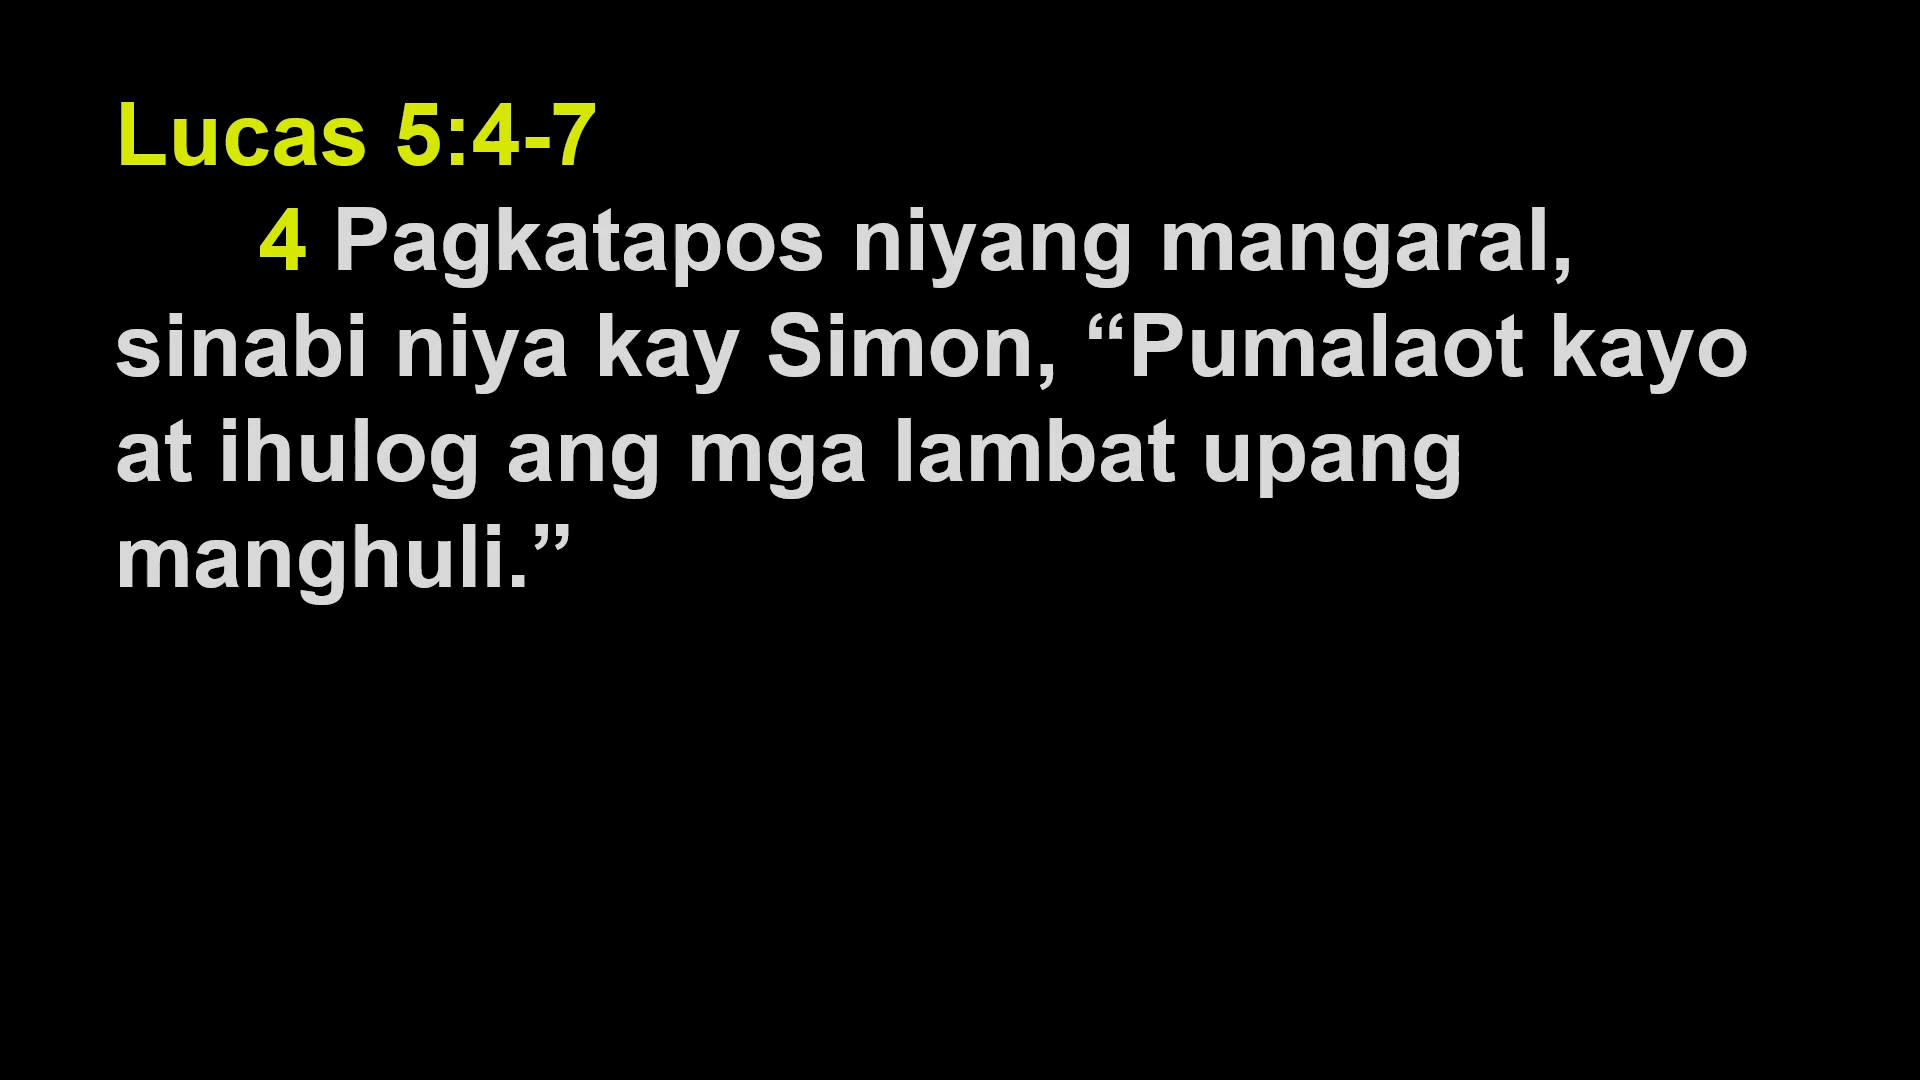 Lucas 5:4-7
4 Pagkatapos niyang mangaral,
sinabi niya kay Simon, “Pumalaot kayo
at ihulog ang mga lambat upang
manghuli.”